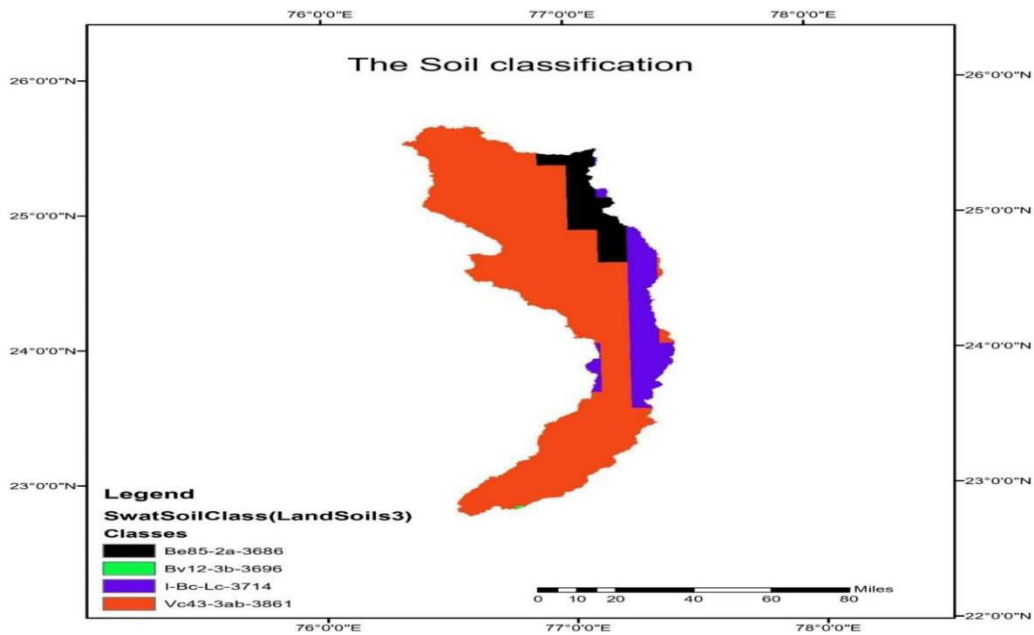 76°0'0"E 77°0'0"E 78°0'0"E
The Soil classification
26°0'0"N 26°0'0"N
25°0'0"N 25°0'0"N
24°0'0"N 24°0'0"N
23°0'0"N 23°0'0"N
Legend
SwatSoilClass(LandSoils3)
Classes
Be85-2a-3686
Bv12-3b-3696
I-Bc-Lc-3714
Vc43-3ab-3861
Miles
0 10 20 40 60 80
22°0'0"N
76°0'0"E 77°0'0"E 78°0'0"E